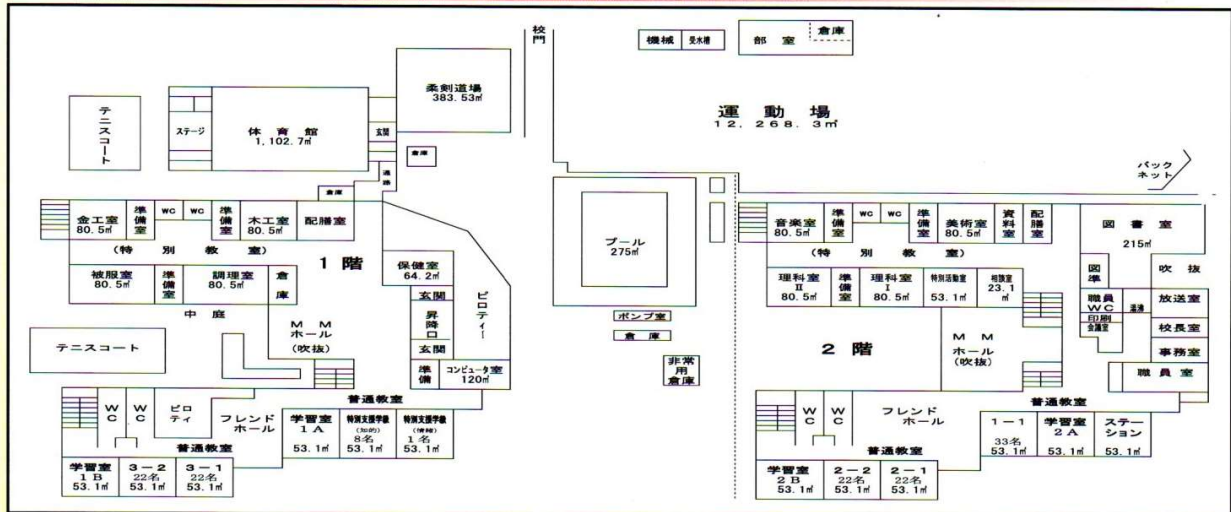 校門
機械 受水槽
部室
倉庫
柔剣道場
383.53㎡
テニスコート
ステージ
体育館
1,102.7㎡
玄関
倉庫
運動場
12,268.3㎡
通路
倉庫
バック
ネット
金工室
80.5㎡
準備室
WC
WC
準備室
木工室
80.5㎡
配膳室
(特別教室)
1階
被服室
80.5㎡
準備室
調理室
80.5㎡
倉庫
中庭
MM
ホール
(吹抜)
保健室
64.2㎡
玄関
昇降口
玄関
ピロティー
準備
コンピュータ室
120㎡
テニスコート
普通教室
WC
WC
ピロティ
フレンド
ホール
学習室
1A
53.1㎡
特別支援学級
(知的)
8名
53.1㎡
特別支援学級
(情緒)
1名
53.1㎡
普通教室
学習室
1B
53.1㎡
3-2
22名
53.1㎡
3-1
22名
53.1㎡
プール
275㎡
ポンプ室
倉庫
非常
用
倉庫
音楽室
80.5㎡
準備室
WC
WC
準備室
美術室
80.5㎡
資料室
配膳室
図書室
215㎡
(特別教室)
理科室
Ⅱ
80.5㎡
準備室
理科室
Ⅰ
80.5㎡
特別活動室
53.1㎡
相談室
23.1
㎡
図準
吹抜
職員
WC
湯沸
放送室
印刷
会議室
校長室
事務室
職員室
2階
MM
ホール
(吹抜)
普通教室
WC
WC
フレンド
ホール
1-1
33名
53.1㎡
学習室
2A
53.1㎡
ステー
ション
53.1㎡
普通教室
学習室
2B
53.1㎡
2-2
22名
53.1㎡
2-1
22名
53.1㎡